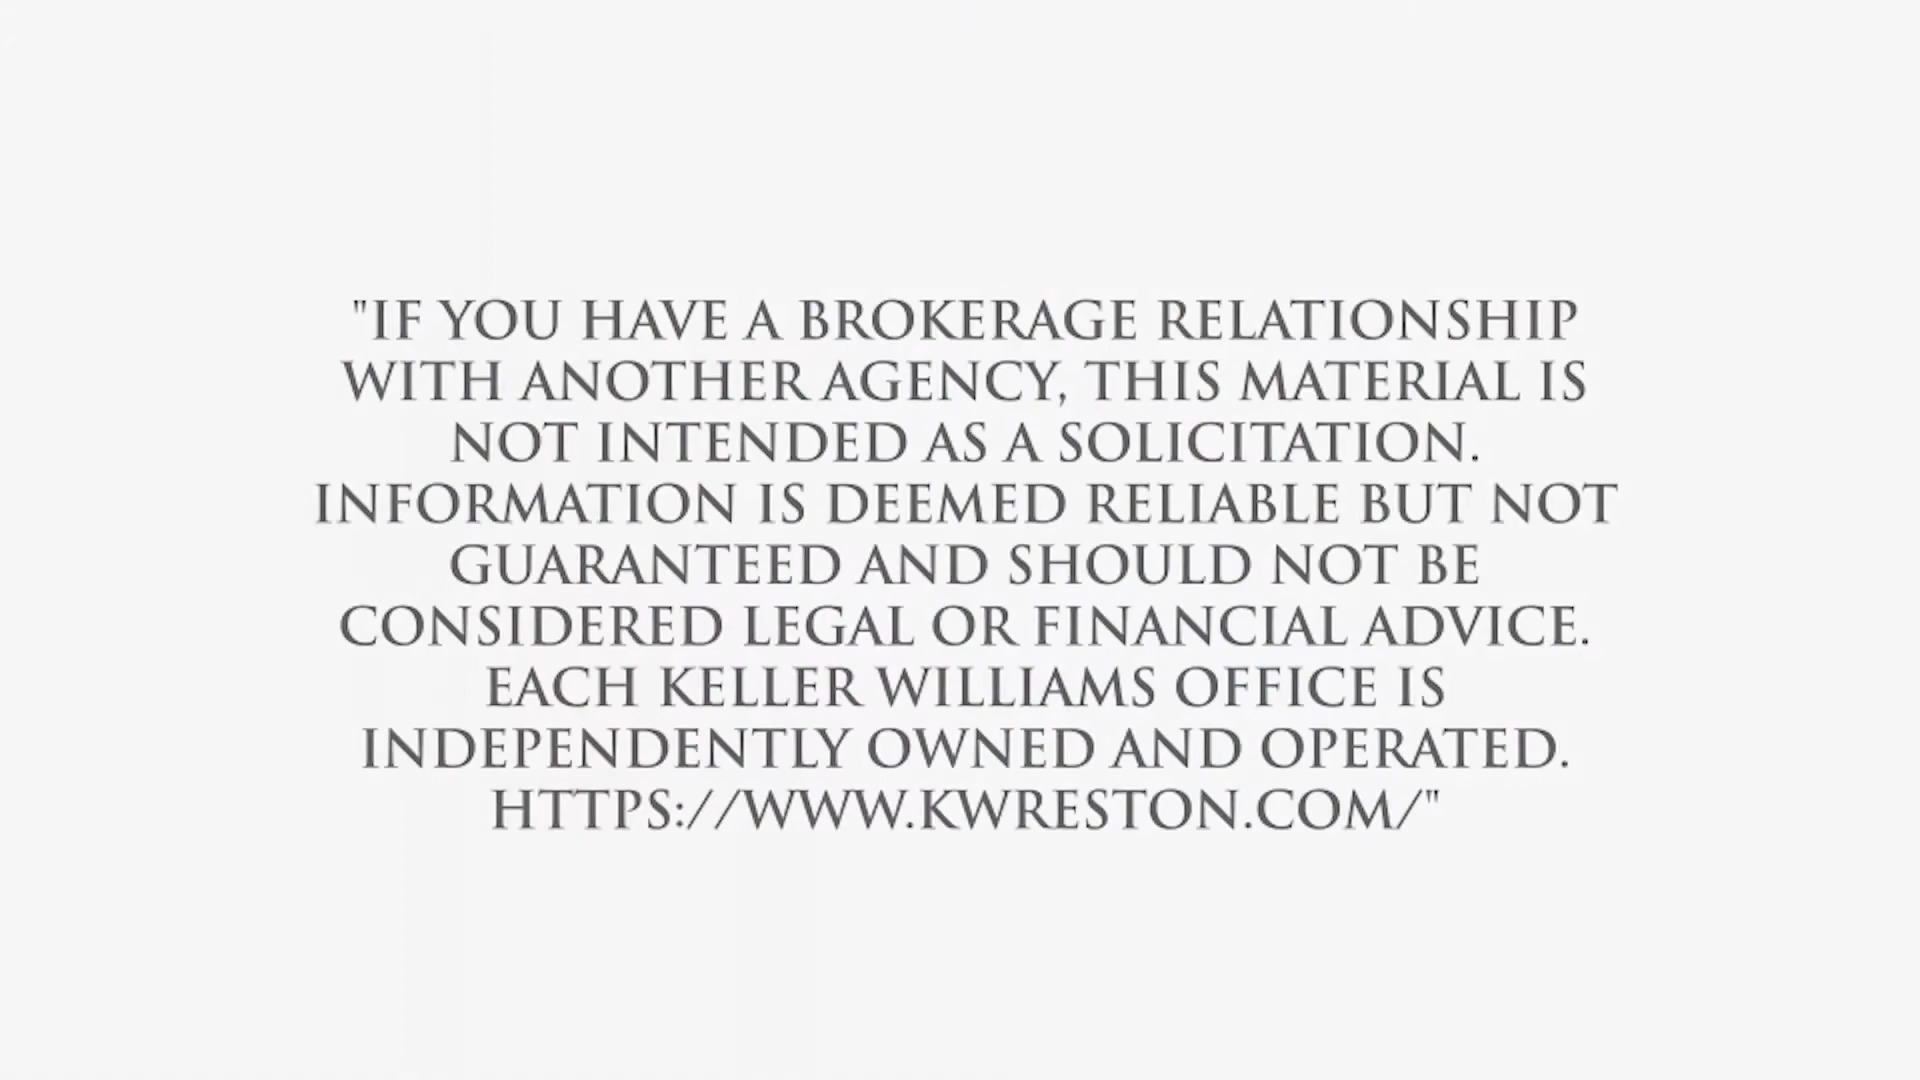 "IF YOU HAVE A BROKERAGE RELATIONSHIP
WITH ANOTHER AGENCY, THIS MATERIAL IS
NOT INTENDED AS A SOLICITATION.
INFORMATION IS DEEMED RELIABLE BUT NOT
GUARANTEED AND SHOULD NOT BE
CONSIDERED LEGAL OR FINANCIAL ADVICE.
EACH KELLER WILLIAMS OFFICE IS
INDEPENDENTLY OWNED AND OPERATED.
HTTPS://WWW.KWRESTON.COM/"